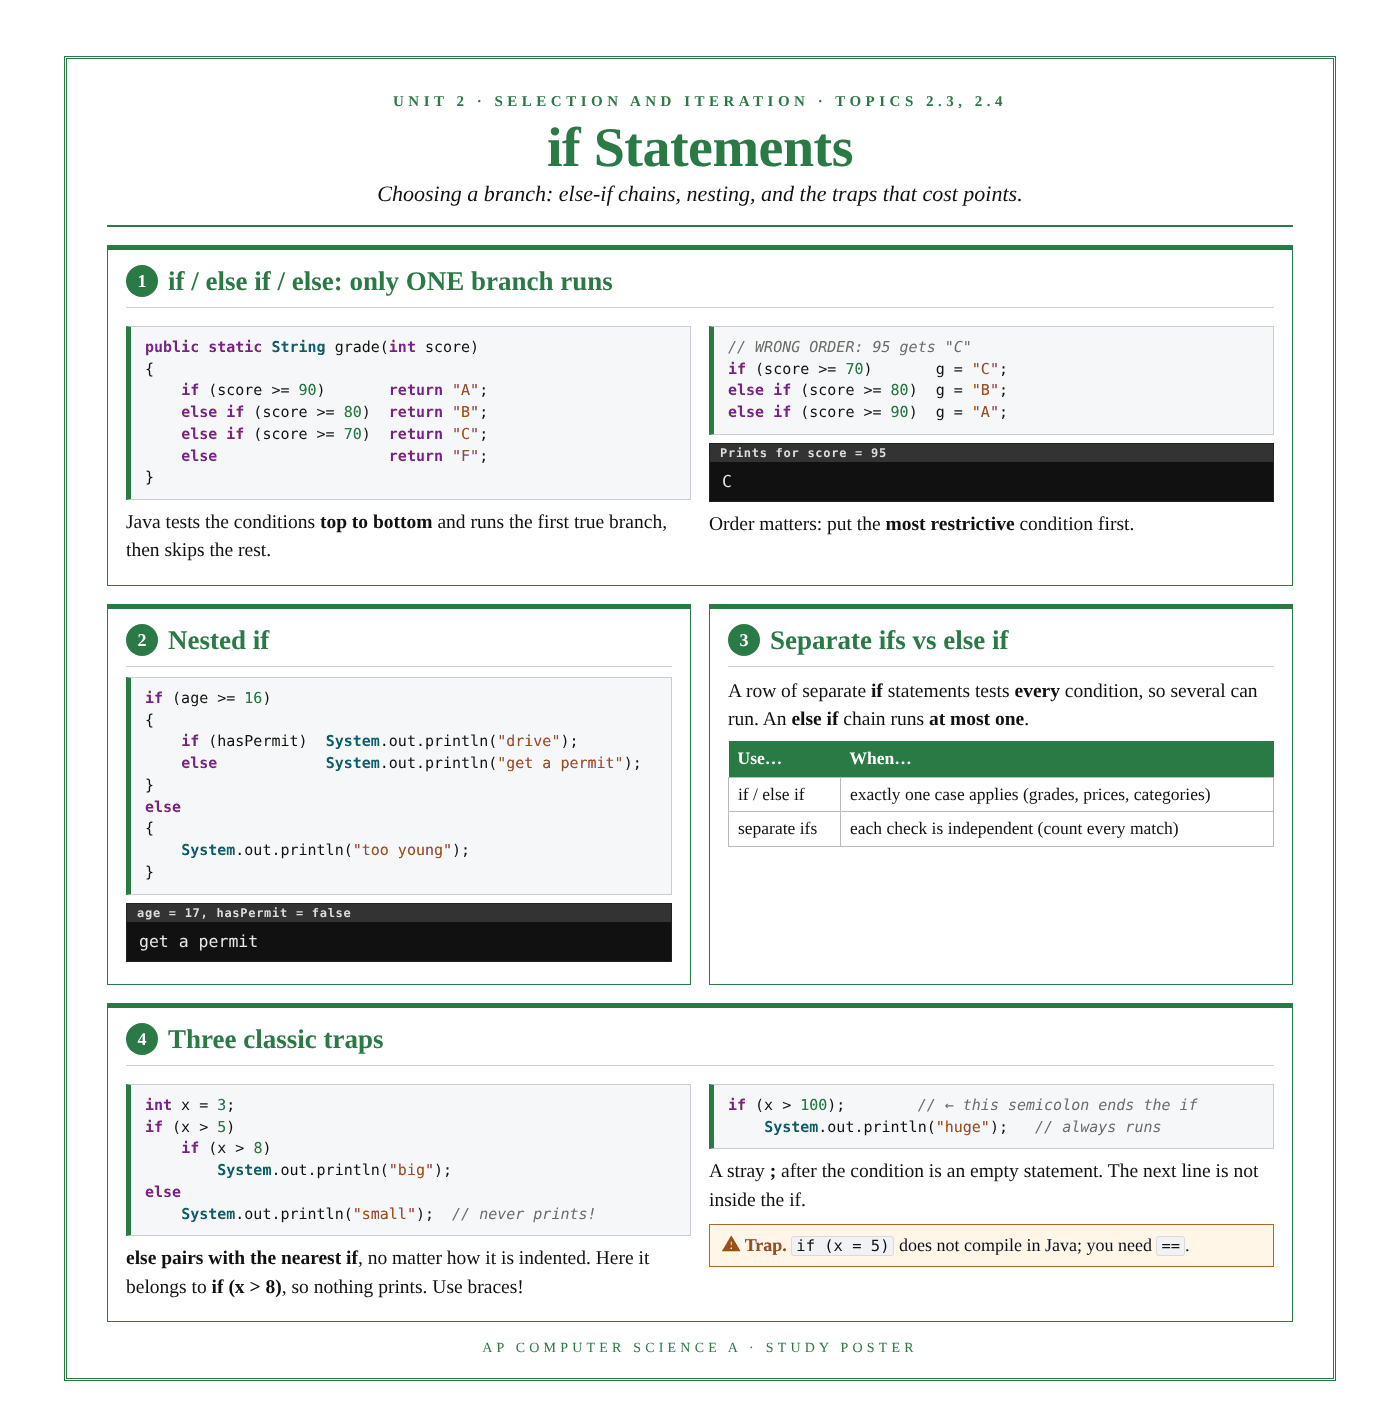 UNIT 2 · SELECTION AND ITERATION · TOPICS 2.3, 2.4
if Statements
Choosing a branch: else-if chains, nesting, and the traps that cost points.
1 if / else if / else: only ONE branch runs
public static String grade(int score)
{
    if (score >= 90)       return "A";
    else if (score >= 80)  return "B";
    else if (score >= 70)  return "C";
    else                   return "F";
}
Java tests the conditions top to bottom and runs the first true branch,
then skips the rest.
// WRONG ORDER: 95 gets "C"
if (score >= 70)       g = "C";
else if (score >= 80)  g = "B";
else if (score >= 90)  g = "A";
Prints for score = 95
C
Order matters: put the most restrictive condition first.
2 Nested if
if (age >= 16)
{
    if (hasPermit)  System.out.println("drive");
    else            System.out.println("get a permit");
}
else
{
    System.out.println("too young");
}
age = 17, hasPermit = false
get a permit
3 Separate ifs vs else if
A row of separate if statements tests every condition, so several can
run. An else if chain runs at most one.
Use… When…
if / else if exactly one case applies (grades, prices, categories)
separate ifs each check is independent (count every match)
4 Three classic traps
int x = 3;
if (x > 5)
    if (x > 8)
        System.out.println("big");
else
    System.out.println("small");  // never prints!
else pairs with the nearest if, no matter how it is indented. Here it
belongs to if (x > 8), so nothing prints. Use braces!
if (x > 100);        // ← this semicolon ends the if
    System.out.println("huge");   // always runs
A stray ; after the condition is an empty statement. The next line is not
inside the if.
Trap. if (x = 5) does not compile in Java; you need ==.
AP COMPUTER SCIENCE A · STUDY POSTER